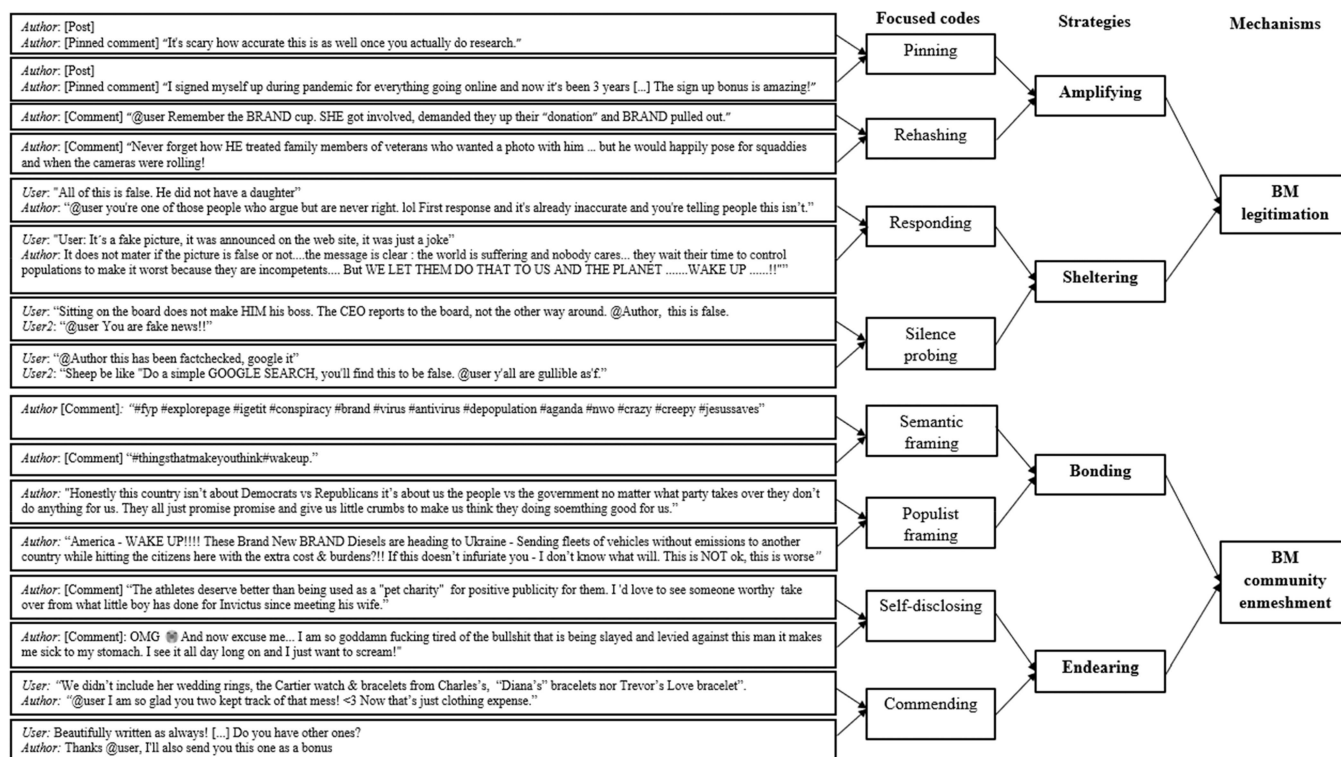 Focused codes
Strategies
Mechanisms
Author: [Post]
Author: [Pinned comment] "It's scary how accurate this is as well once you actually do research."
Author: [Post]
Author: [Pinned comment] "I signed myself up during pandemic for everything going online and now it's been 3 years [...] The sign up bonus is amazing!"
Author: [Comment] "@user Remember the BRAND cup. SHE got involved, demanded they up their "donation" and BRAND pulled out."
Author: [Comment] "Never forget how HE treated family members of veterans who wanted a photo with him ... but he would happily pose for squaddies
and when the cameras were rolling!
User: "All of this is false. He did not have a daughter"
Author: "@user you're one of those people who argue but are never right. lol First response and it's already inaccurate and you're telling people this isn't."
User: "User: It´s a fake picture, it was announced on the web site, it was just a joke"
Author: It does not mater if the picture is false or not....the message is clear : the world is suffering and nobody cares... they wait their time to control
populations to make it worst because they are incompetents.... But WE LET THEM DO THAT TO US AND THE PLANET .......WAKE UP ......!!""
User: "Sitting on the board does not make HIM his boss. The CEO reports to the board, not the other way around. @Author, this is false.
User2: "@user You are fake news!!"
User: "@Author this has been factchecked, google it"
User2: "Sheep be like "Do a simple GOOGLE SEARCH, you'll find this to be false. @user y'all are gullible as'f."
Author [Comment]: "#fyp #explorepage #igetit #conspiracy #brand #virus #antivirus #depopulation #aganda #nwo #crazy #creepy #jesussaves"
Author: [Comment] "#thingsthatmakeyouthink#wakeup."
Author: "Honestly this country isn't about Democrats vs Republicans it's about us the people vs the government no matter what party takes over they don't
do anything for us. They all just promise promise and give us little crumbs to make us think they doing soemthing good for us."
Author: "America - WAKE UP!!!! These Brand New BRAND Diesels are heading to Ukraine - Sending fleets of vehicles without emissions to another
country while hitting the citizens here with the extra cost & burdens?!! If this doesn't infuriate you - I don't know what will. This is NOT ok, this is worse"
Author: [Comment] "The athletes deserve better than being used as a "pet charity" for positive publicity for them. I 'd love to see someone worthy take
over from what little boy has done for Invictus since meeting his wife."
Author: [Comment]: OMG And now excuse me... I am so goddamn fucking tired of the bullshit that is being slayed and levied against this man it makes
me sick to my stomach. I see it all day long on and I just want to scream!"
User: "We didn't include her wedding rings, the Cartier watch & bracelets from Charles's, "Diana's" bracelets nor Trevor's Love bracelet".
Author: "@user I am so glad you two kept track of that mess! <3 Now that's just clothing expense."
User: Beautifully written as always! [...] Do you have other ones?
Author: Thanks @user, I'll also send you this one as a bonus
Pinning
Rehashing
Responding
Silence
probing
Semantic
framing
Populist
framing
Self-disclosing
Commending
Amplifying
Sheltering
Bonding
Endearing
BM
legitimation
BM
community
enmeshment